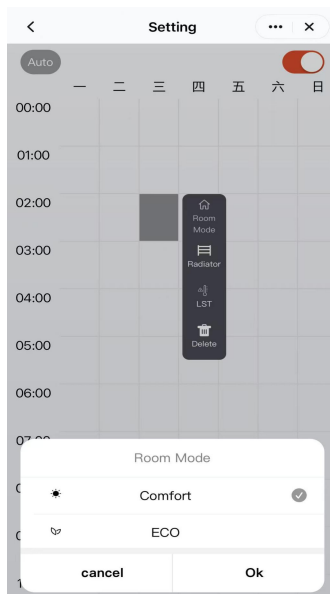 Setting
Auto
一 二 三 四 五 六 日
00:00
01:00
02:00
Room
Mode
03:00
Radiator
04:00
LST
05:00
Delete
06:00
Room Mode
Comfort
ECO
cancel Ok